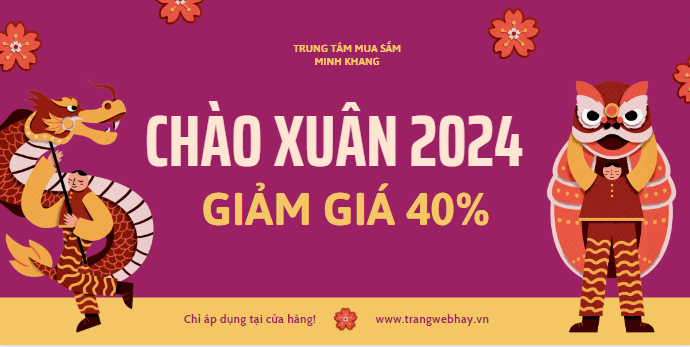 TRUNG TÂM MUA SẮM
MINH KHANG
CHÀO XUÂN 2024
GIẢM GIÁ 40%
Chỉ áp dụng tại cửa hàng!
www.trangwebhay.vn